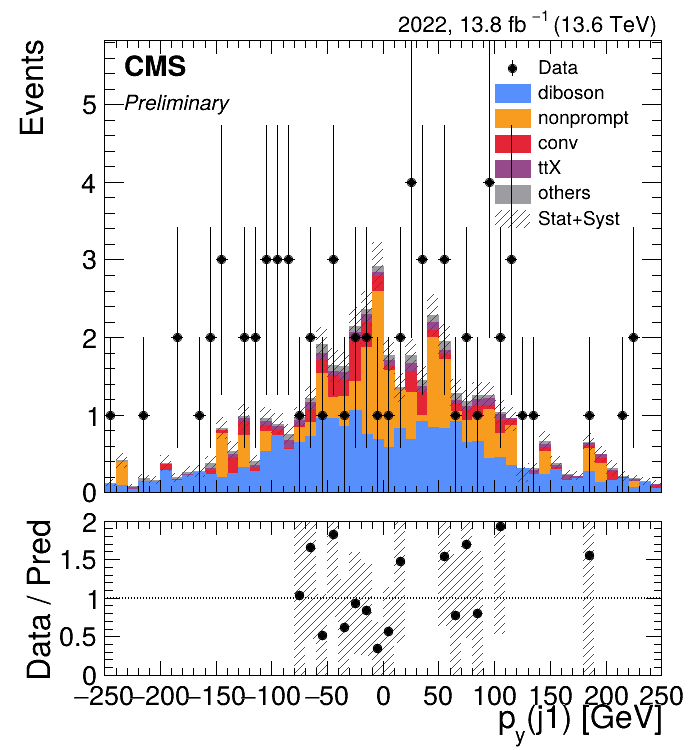 2022, 13.8 fb⁻¹ (13.6 TeV)
Events
CMS
Preliminary
Data
diboson
nonprompt
conv
ttX
others
Stat+Syst
5
4
3
2
1
0
Data / Pred
2
1.5
1
0.5
0
−250 −200 −150 −100 −50 0 50 100 150 200 250
p_y(j1) [GeV]